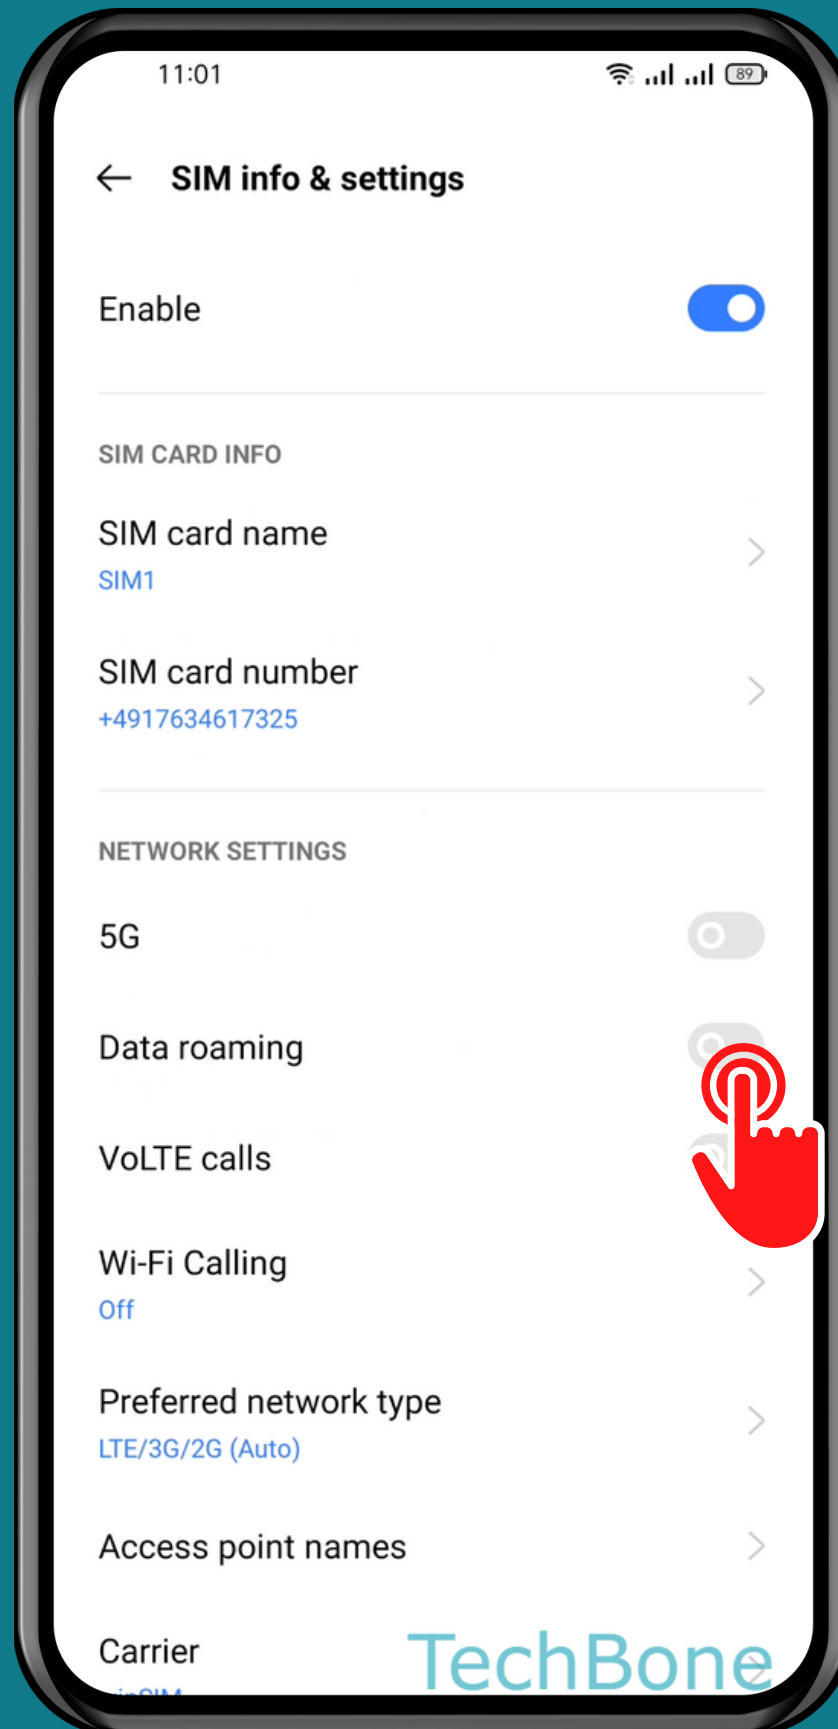 11:01
89
SIM info & settings
Enable
SIM CARD INFO
SIM card name
SIM1
SIM card number
+4917634617325
NETWORK SETTINGS
5G
Data roaming
VoLTE calls
Wi-Fi Calling
Off
Preferred network type
LTE/3G/2G (Auto)
Access point names
Carrier
TechBone